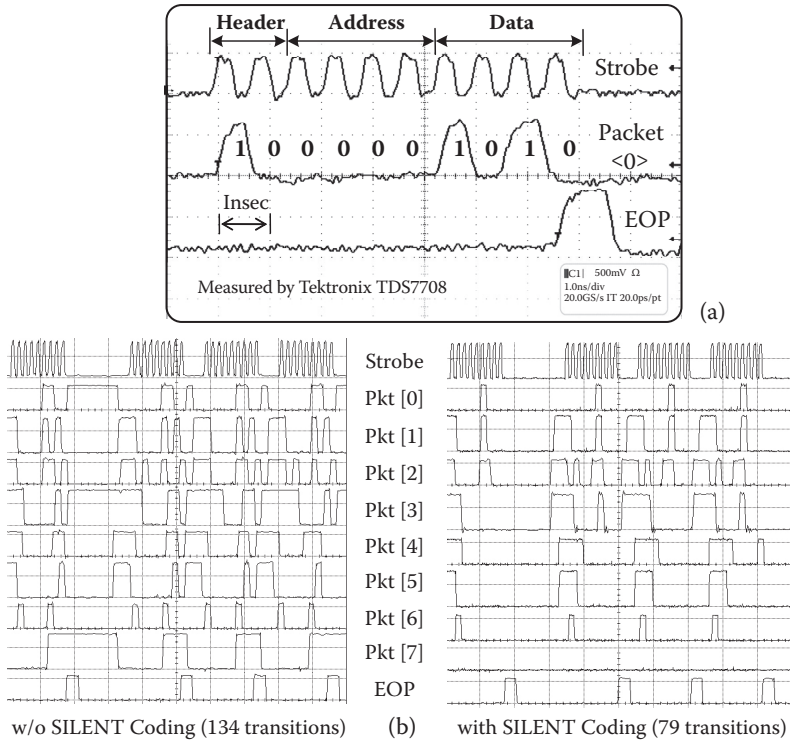 Header Address Data
Strobe
Packet
<0>
1 0 0 0 0 0 1 0 1 0
Insec
EOP
Measured by Tektronix TDS7708
C1| 500mV Ω
1.0ns/div
20.0GS/s IT 20.0ps/pt
(a)
Strobe
Pkt [0]
Pkt [1]
Pkt [2]
Pkt [3]
Pkt [4]
Pkt [5]
Pkt [6]
Pkt [7]
EOP
w/o SILENT Coding (134 transitions) (b) with SILENT Coding (79 transitions)